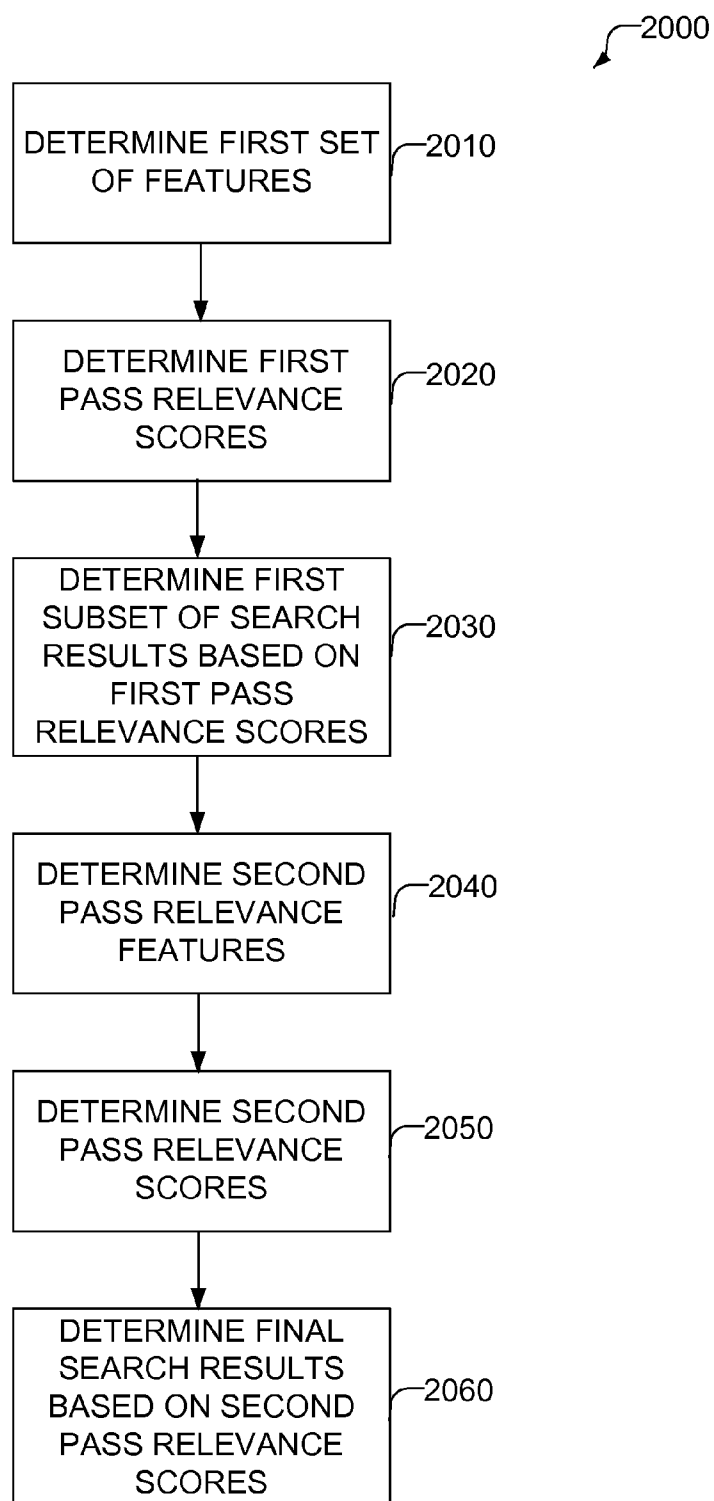 2000
DETERMINE FIRST SET
OF FEATURES
2010
DETERMINE FIRST
PASS RELEVANCE
SCORES
2020
DETERMINE FIRST
SUBSET OF SEARCH
RESULTS BASED ON
FIRST PASS
RELEVANCE SCORES
2030
DETERMINE SECOND
PASS RELEVANCE
FEATURES
2040
DETERMINE SECOND
PASS RELEVANCE
SCORES
2050
DETERMINE FINAL
SEARCH RESULTS
BASED ON SECOND
PASS RELEVANCE
SCORES
2060